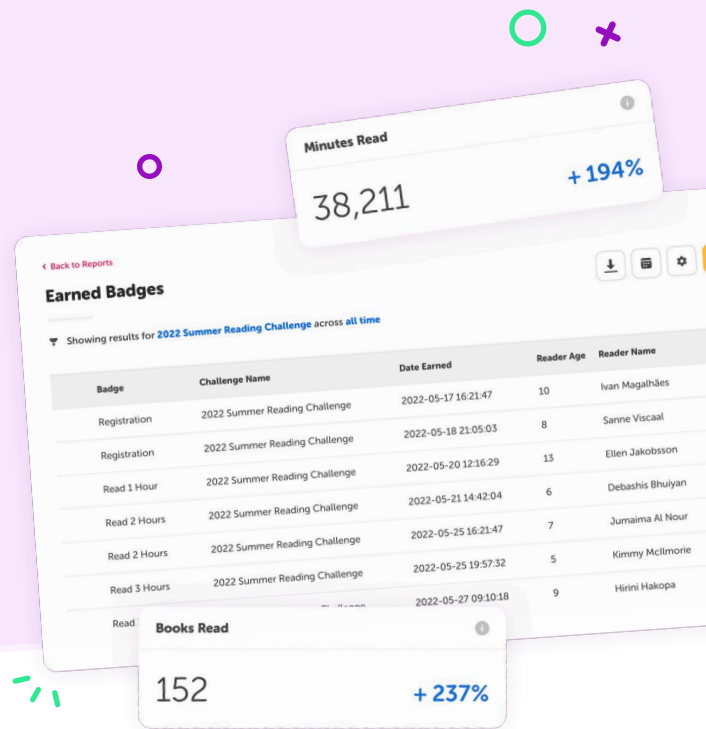 Minutes Read
38,211 + 194%
‹ Back to Reports
Earned Badges
Showing results for 2022 Summer Reading Challenge across all time
Badge Challenge Name Date Earned Reader Age Reader Name
Registration 2022 Summer Reading Challenge 2022-05-17 16:21:47 10 Ivan Magalhães
Registration 2022 Summer Reading Challenge 2022-05-18 21:05:03 8 Sanne Viscaal
Read 1 Hour 2022 Summer Reading Challenge 2022-05-20 12:16:29 13 Ellen Jakobsson
Read 2 Hours 2022 Summer Reading Challenge 2022-05-21 14:42:04 6 Debashis Bhuiyan
Read 2 Hours 2022 Summer Reading Challenge 2022-05-25 16:21:47 7 Jumaima Al Nour
Read 3 Hours 2022 Summer Reading Challenge 2022-05-25 19:57:32 5 Kimmy McIlmorie
Read 2022-05-27 09:10:18 9 Hirini Hakopa
Books Read
152 + 237%